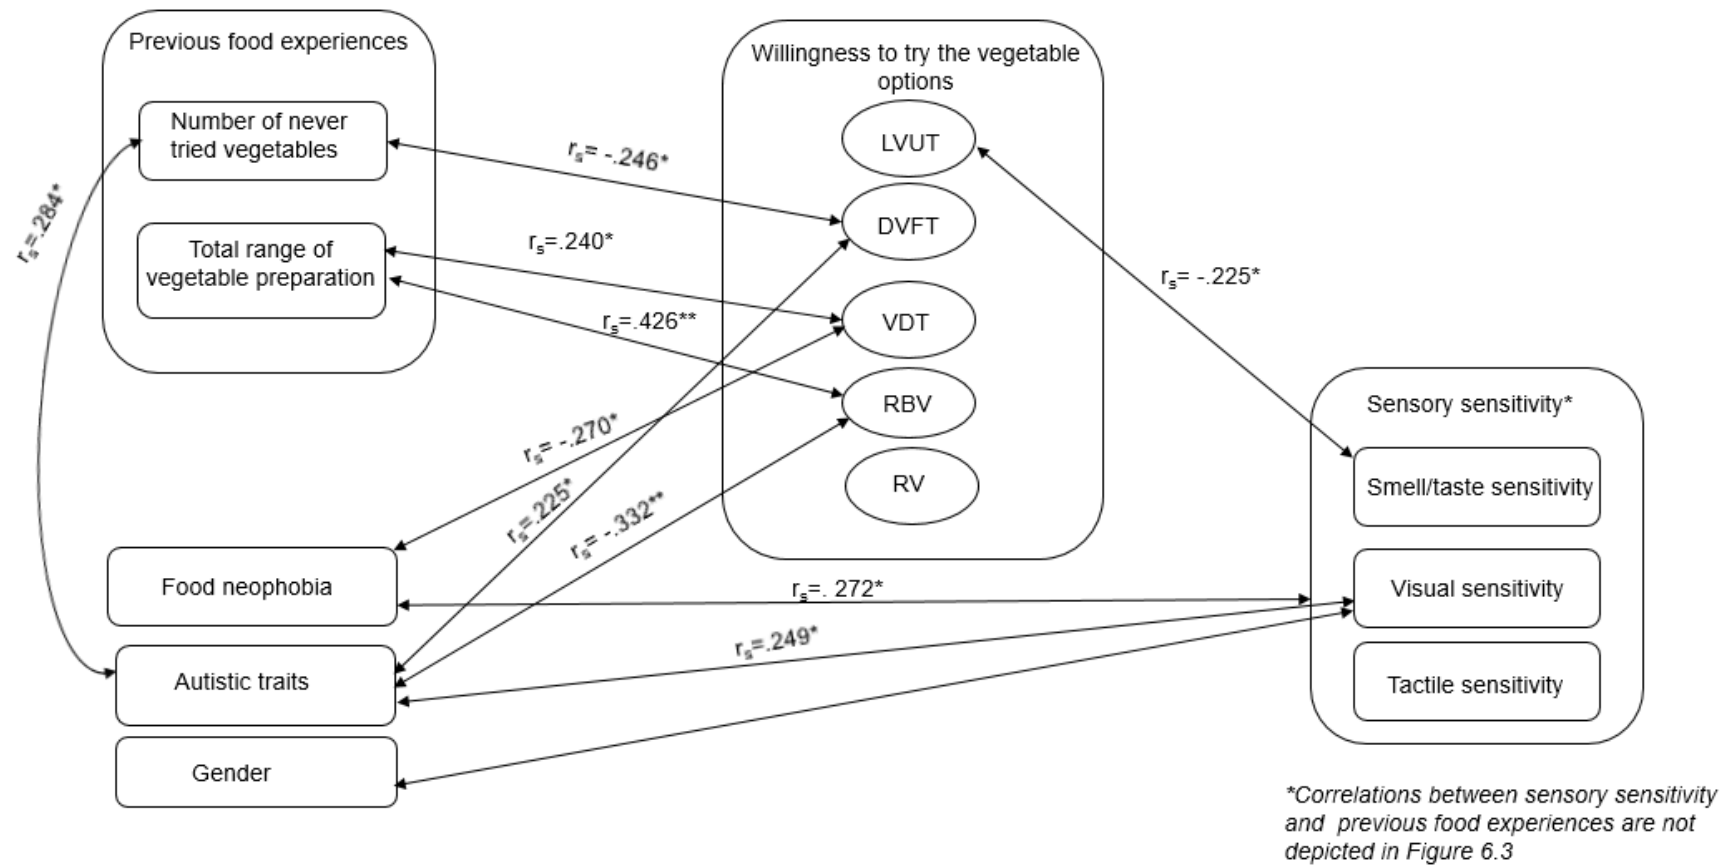 Previous food experiences
Number of never
tried vegetables
Total range of
vegetable preparation
Willingness to try the vegetable
options
LVUT
DVFT
VDT
RBV
RV
rs= -.246*
rs=.240*
rs=.426**
rs=.284*
rs= -.225*
rs= -.270*
rs=.225*
rs= -.332**
rs=. 272*
rs=.249*
Food neophobia
Autistic traits
Gender
Sensory sensitivity*
Smell/taste sensitivity
Visual sensitivity
Tactile sensitivity
*Correlations between sensory sensitivity
and previous food experiences are not
depicted in Figure 6.3